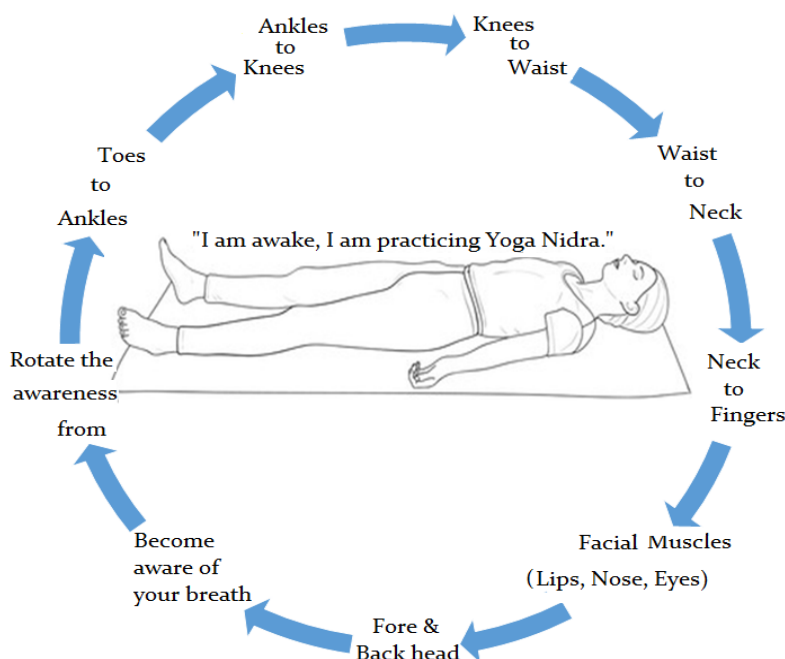 "I am awake, I am practicing Yoga Nidra."
Rotate the
awareness
from
Toes
to
Ankles
Ankles
to
Knees
Knees
to
Waist
Waist
to
Neck
Neck
to
Fingers
Facial Muscles
(Lips, Nose, Eyes)
Fore &
Back head
Become
aware of
your breath